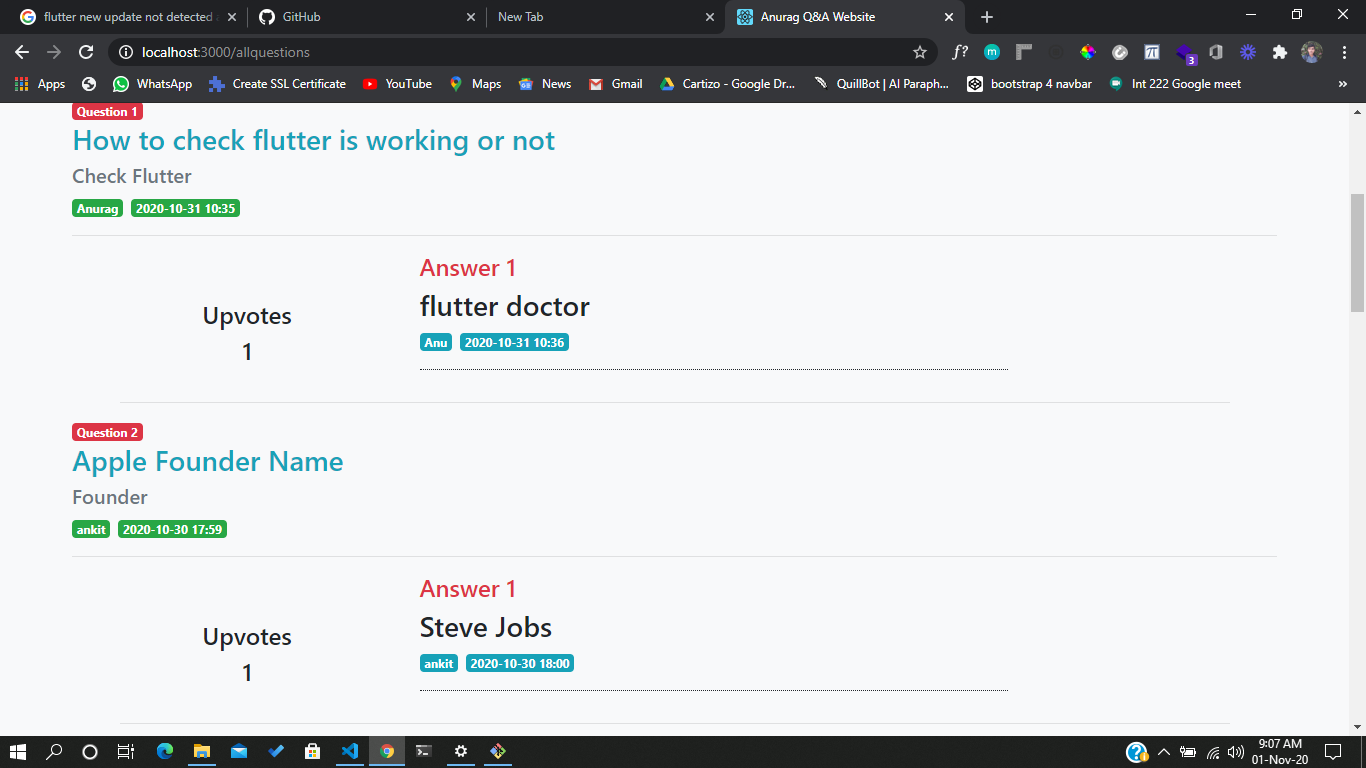 flutter new update not detected
GitHub
New Tab
Anurag Q&A Website
localhost:3000/allquestions
f?
m
3
Apps
WhatsApp
Create SSL Certificate
YouTube
Maps
News
Gmail
Cartizo - Google Dr...
QuillBot | AI Paraph...
bootstrap 4 navbar
Int 222 Google meet
»
Question 1
How to check flutter is working or not
Check Flutter
Anurag 2020-10-31 10:35
Answer 1
flutter doctor
Upvotes
1
Anu 2020-10-31 10:36
Question 2
Apple Founder Name
Founder
ankit 2020-10-30 17:59
Answer 1
Steve Jobs
Upvotes
1
ankit 2020-10-30 18:00
9:07 AM
01-Nov-20